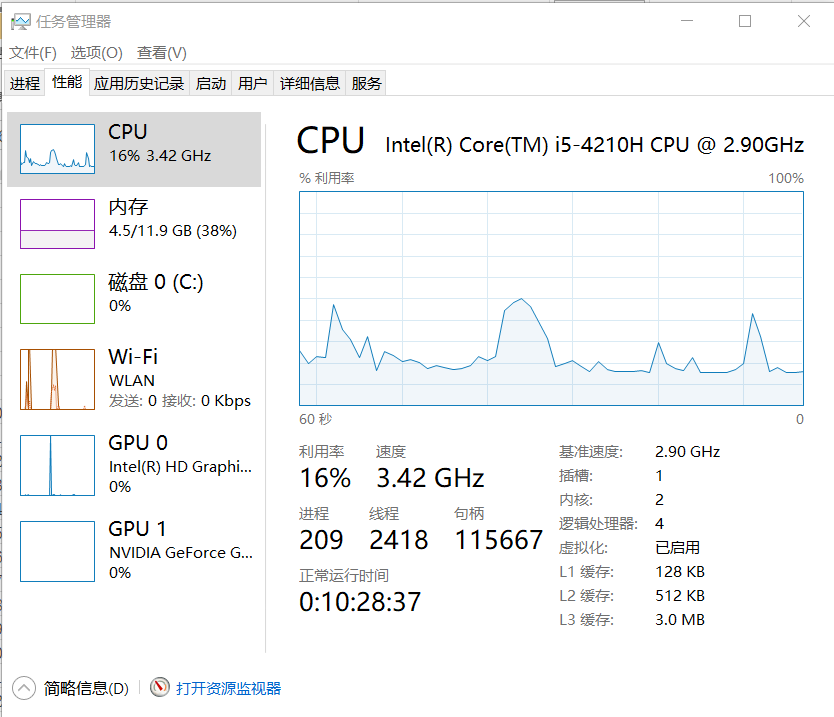 任务管理器
文件(F) 选项(O) 查看(V)
进程 性能 应用历史记录 启动 用户 详细信息 服务
CPU
16% 3.42 GHz
内存
4.5/11.9 GB (38%)
磁盘 0 (C:)
0%
Wi-Fi
WLAN
发送: 0 接收: 0 Kbps
GPU 0
Intel(R) HD Graphi...
0%
GPU 1
NVIDIA GeForce G...
0%
CPU Intel(R) Core(TM) i5-4210H CPU @ 2.90GHz
% 利用率 100%
60 秒 0
利用率 速度
16% 3.42 GHz
进程 线程 句柄
209 2418 115667
正常运行时间
0:10:28:37
基准速度: 2.90 GHz
插槽: 1
内核: 2
逻辑处理器: 4
虚拟化: 已启用
L1 缓存: 128 KB
L2 缓存: 512 KB
L3 缓存: 3.0 MB
简略信息(D) 打开资源监视器